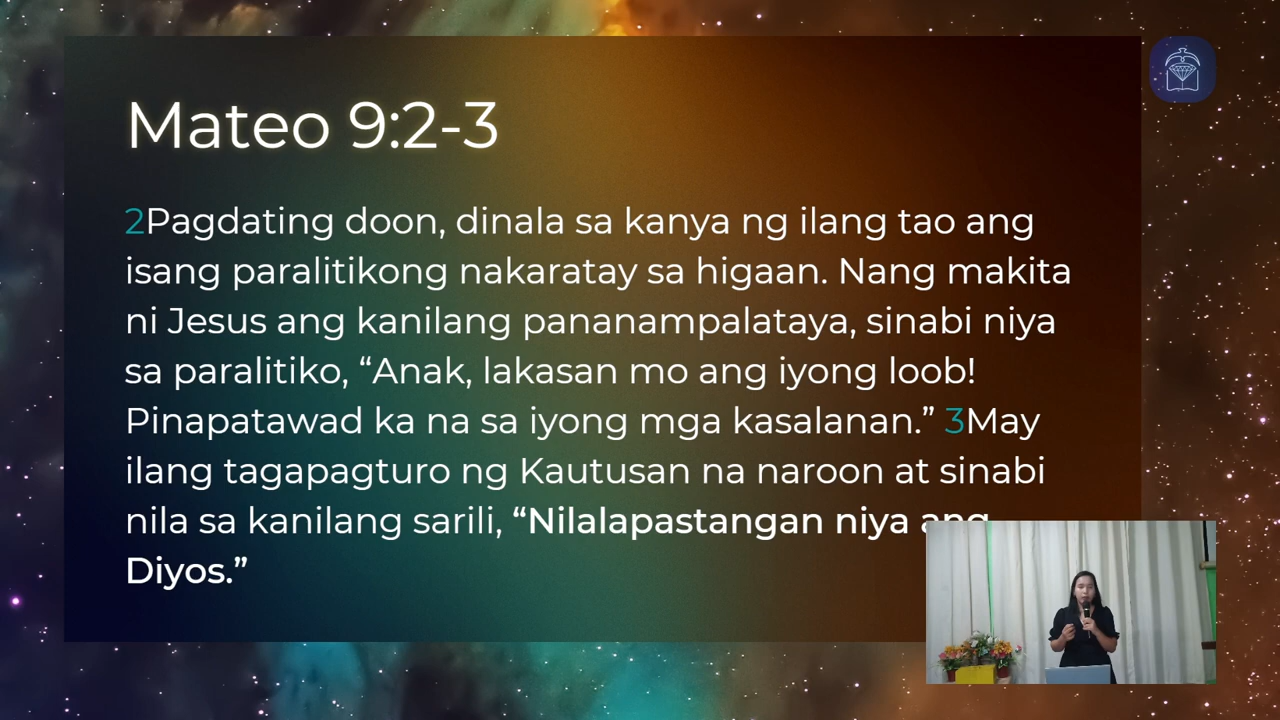 Mateo 9:2-3
2Pagdating doon, dinala sa kanya ng ilang tao ang
isang paralitikong nakaratay sa higaan. Nang makita
ni Jesus ang kanilang pananampalataya, sinabi niya
sa paralitiko, “Anak, lakasan mo ang iyong loob!
Pinapatawad ka na sa iyong mga kasalanan.” 3May
ilang tagapagturo ng Kautusan na naroon at sinabi
nila sa kanilang sarili, “Nilalapastangan niya ang
Diyos.”